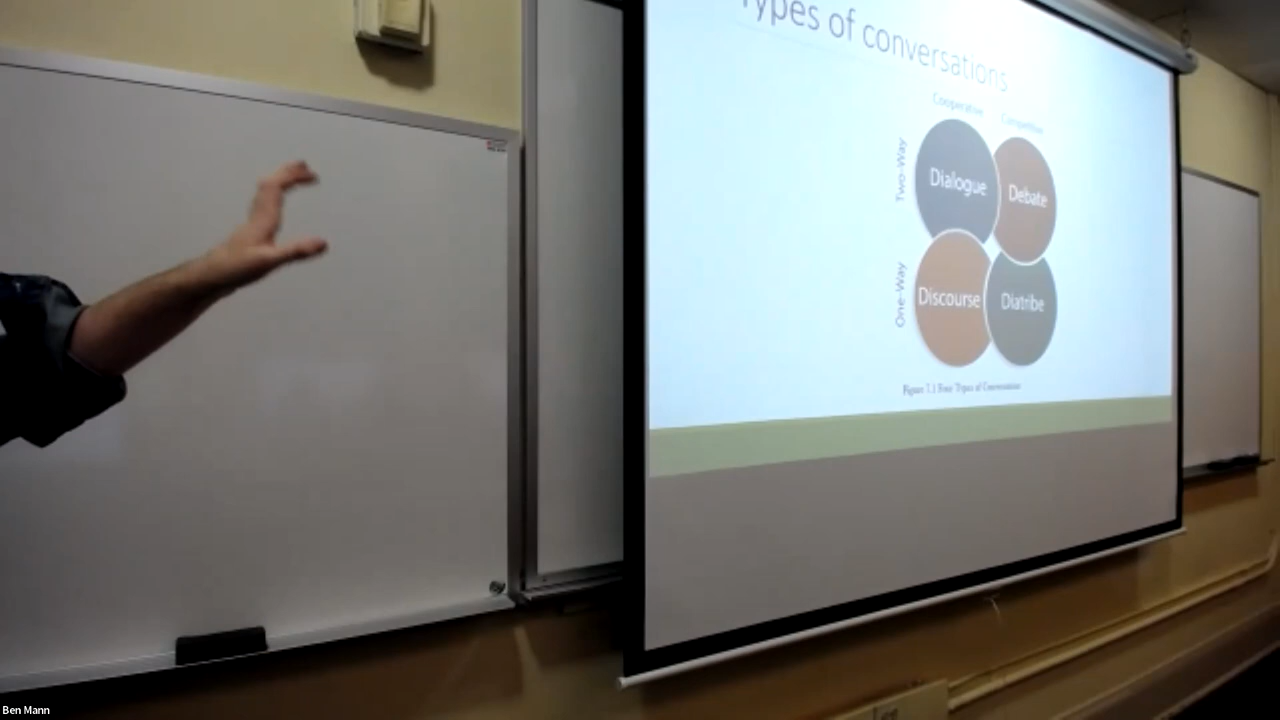 Types of conversations
Cooperative Competitive
Two-Way
Dialogue Debate
One-Way
Discourse Diatribe
Figure 7.1 Four Types of Conversation
Ben Mann